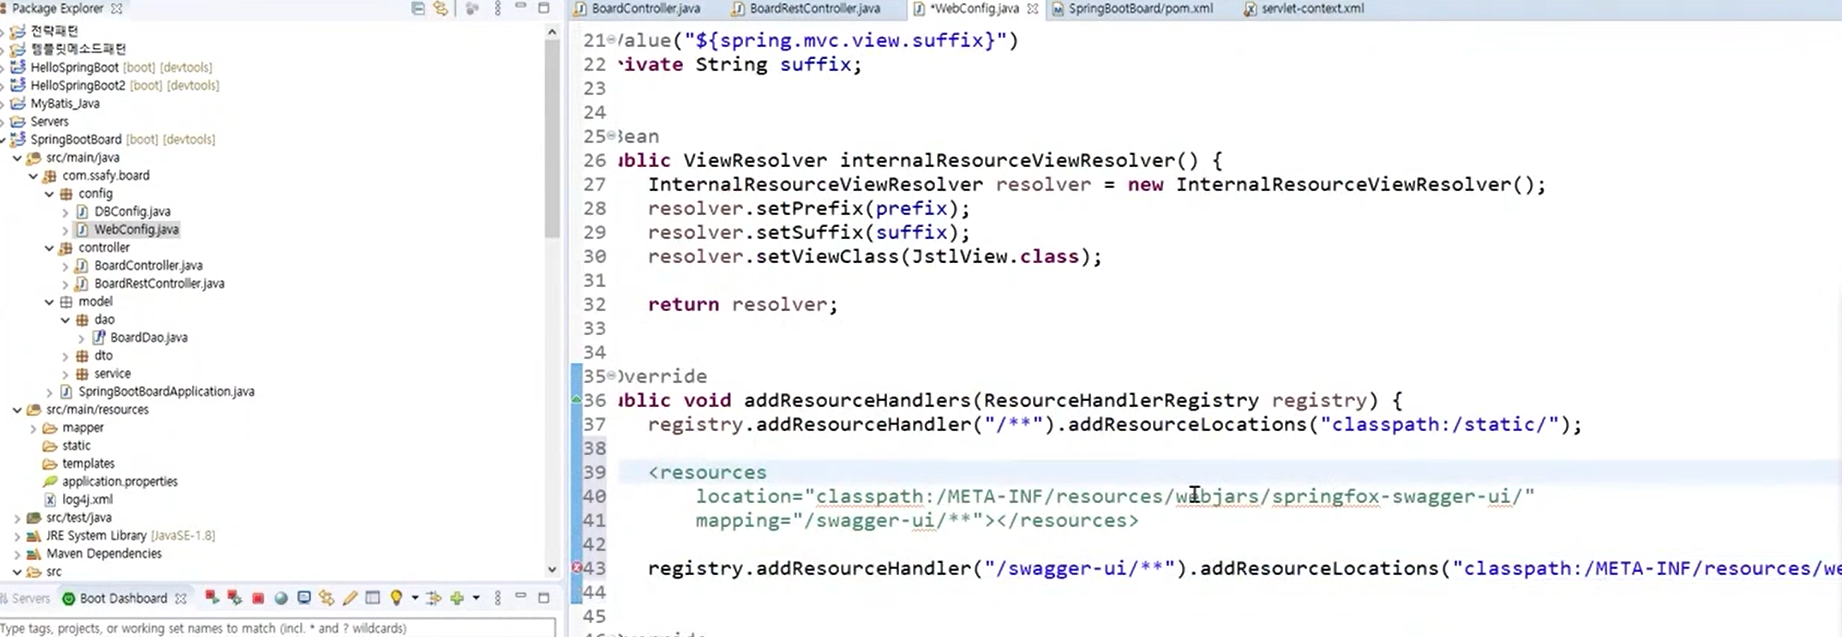 Package Explorer
전략패턴
템플릿메소드패턴
HelloSpringBoot [boot] [devtools]
HelloSpringBoot2 [boot] [devtools]
MyBatis_Java
Servers
SpringBootBoard [boot] [devtools]
src/main/java
com.ssafy.board
config
DBConfig.java
WebConfig.java
controller
BoardController.java
BoardRestController.java
model
dao
BoardDao.java
dto
service
SpringBootBoardApplication.java
src/main/resources
mapper
static
templates
application.properties
log4j.xml
src/test/java
JRE System Library [JavaSE-1.8]
Maven Dependencies
src
Servers
Boot Dashboard
Type tags, projects, or working set names to match (incl. * and ? wildcards)
BoardController.java
BoardRestController.java
*WebConfig.java
SpringBootBoard/pom.xml
servlet-context.xml
21 /alue("${spring.mvc.view.suffix}")
22 ivate String suffix;
23
24
25 ean
26 ublic ViewResolver internalResourceViewResolver() {
27 InternalResourceViewResolver resolver = new InternalResourceViewResolver();
28 resolver.setPrefix(prefix);
29 resolver.setSuffix(suffix);
30 resolver.setViewClass(JstlView.class);
31
32 return resolver;
33
34
35 verride
36 ublic void addResourceHandlers(ResourceHandlerRegistry registry) {
37 registry.addResourceHandler("/**").addResourceLocations("classpath:/static/");
38
39 <resources
40 location="classpath:/META-INF/resources/webjars/springfox-swagger-ui/"
41 mapping="/swagger-ui/**"></resources>
42
43 registry.addResourceHandler("/swagger-ui/**").addResourceLocations("classpath:/META-INF/resources/we
44
45